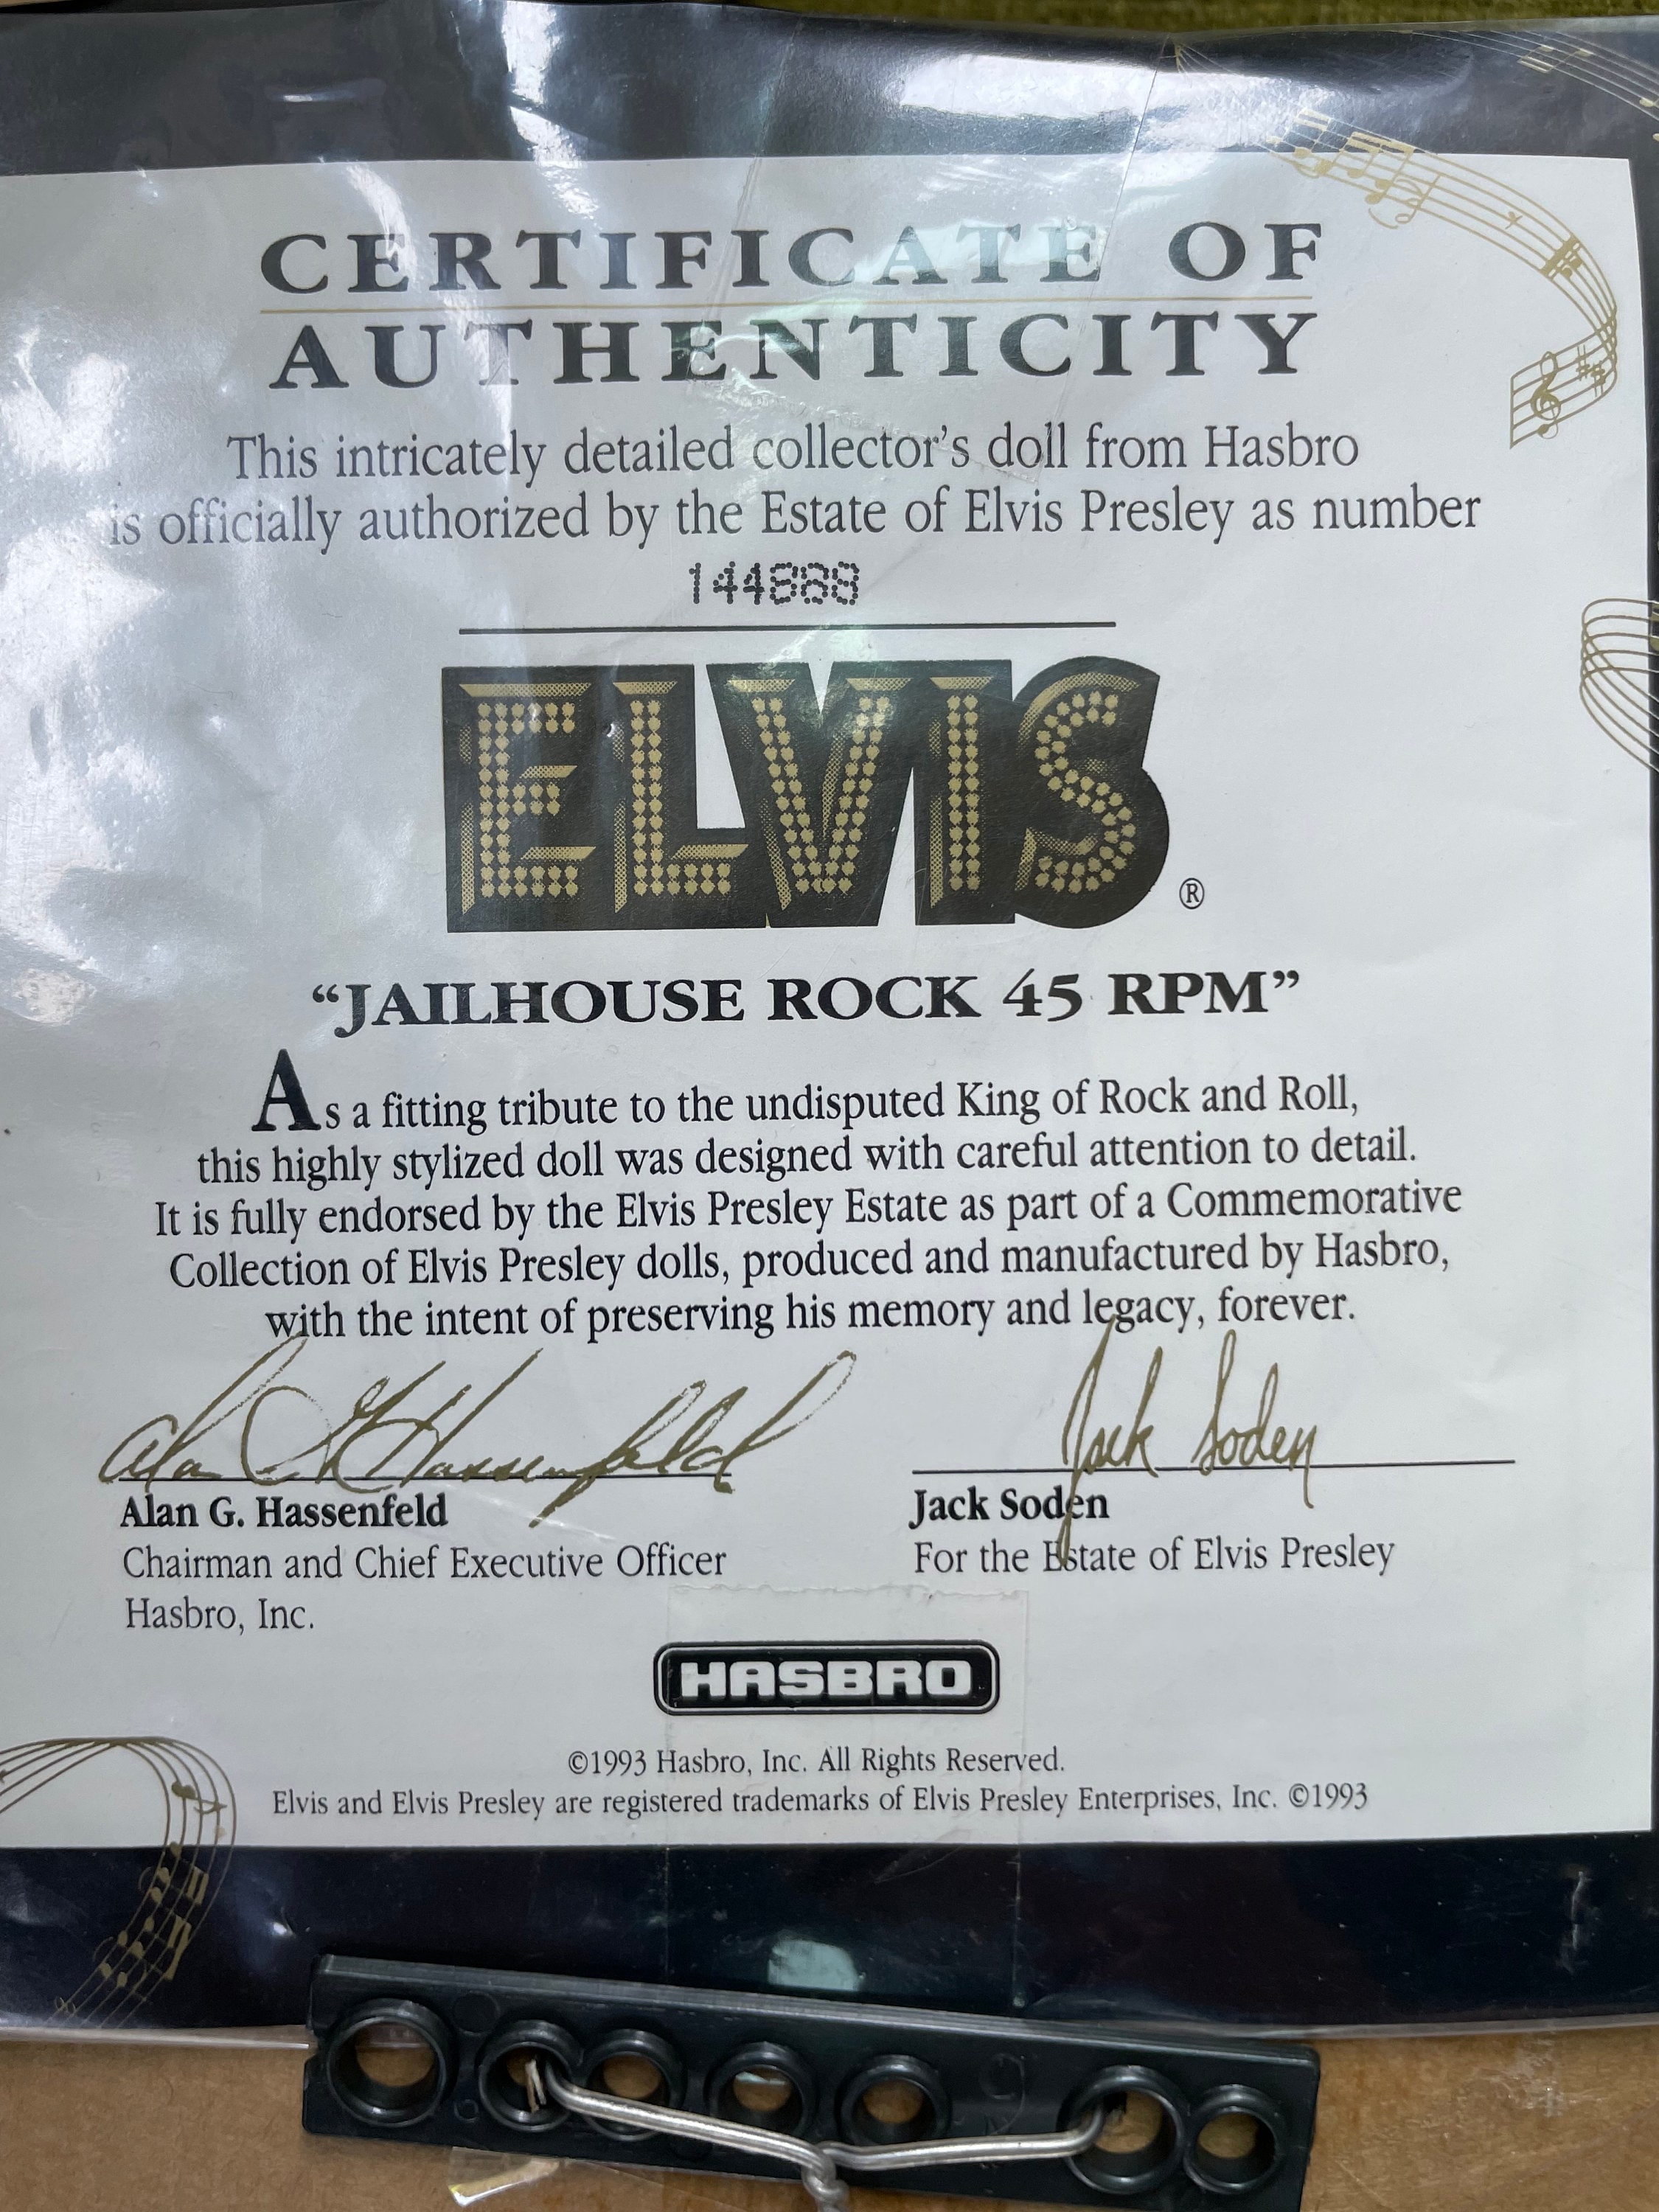 CERTIFICATE OF
AUTHENTICITY
This intricately detailed collector's doll from Hasbro
is officially authorized by the Estate of Elvis Presley as number
144888
ELVIS®
“JAILHOUSE ROCK 45 RPM”
As a fitting tribute to the undisputed King of Rock and Roll,
this highly stylized doll was designed with careful attention to detail.
It is fully endorsed by the Elvis Presley Estate as part of a Commemorative
Collection of Elvis Presley dolls, produced and manufactured by Hasbro,
with the intent of preserving his memory and legacy, forever.
Alan G Hassenfeld
Jack Soden
Alan G. Hassenfeld
Chairman and Chief Executive Officer
Hasbro, Inc.
Jack Soden
For the Estate of Elvis Presley
HASBRO
©1993 Hasbro, Inc. All Rights Reserved.
Elvis and Elvis Presley are registered trademarks of Elvis Presley Enterprises, Inc. ©1993